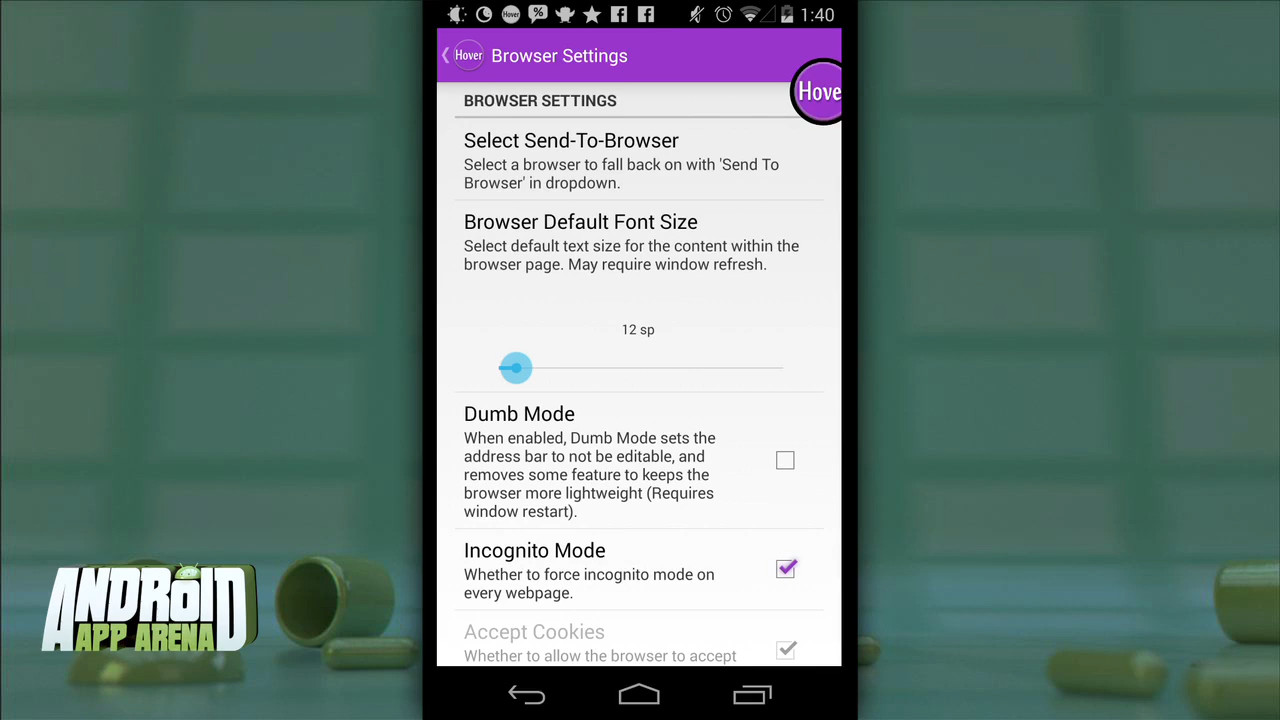 Hover
%
1:40
Hover
Browser Settings
Hove
BROWSER SETTINGS
Select Send-To-Browser
Select a browser to fall back on with 'Send To
Browser' in dropdown.
Browser Default Font Size
Select default text size for the content within the
browser page. May require window refresh.
12 sp
Dumb Mode
When enabled, Dumb Mode sets the
address bar to not be editable, and
removes some feature to keeps the
browser more lightweight (Requires
window restart).
Incognito Mode
Whether to force incognito mode on
every webpage.
Accept Cookies
Whether to allow the browser to accept
ANDROID
APP ARENA